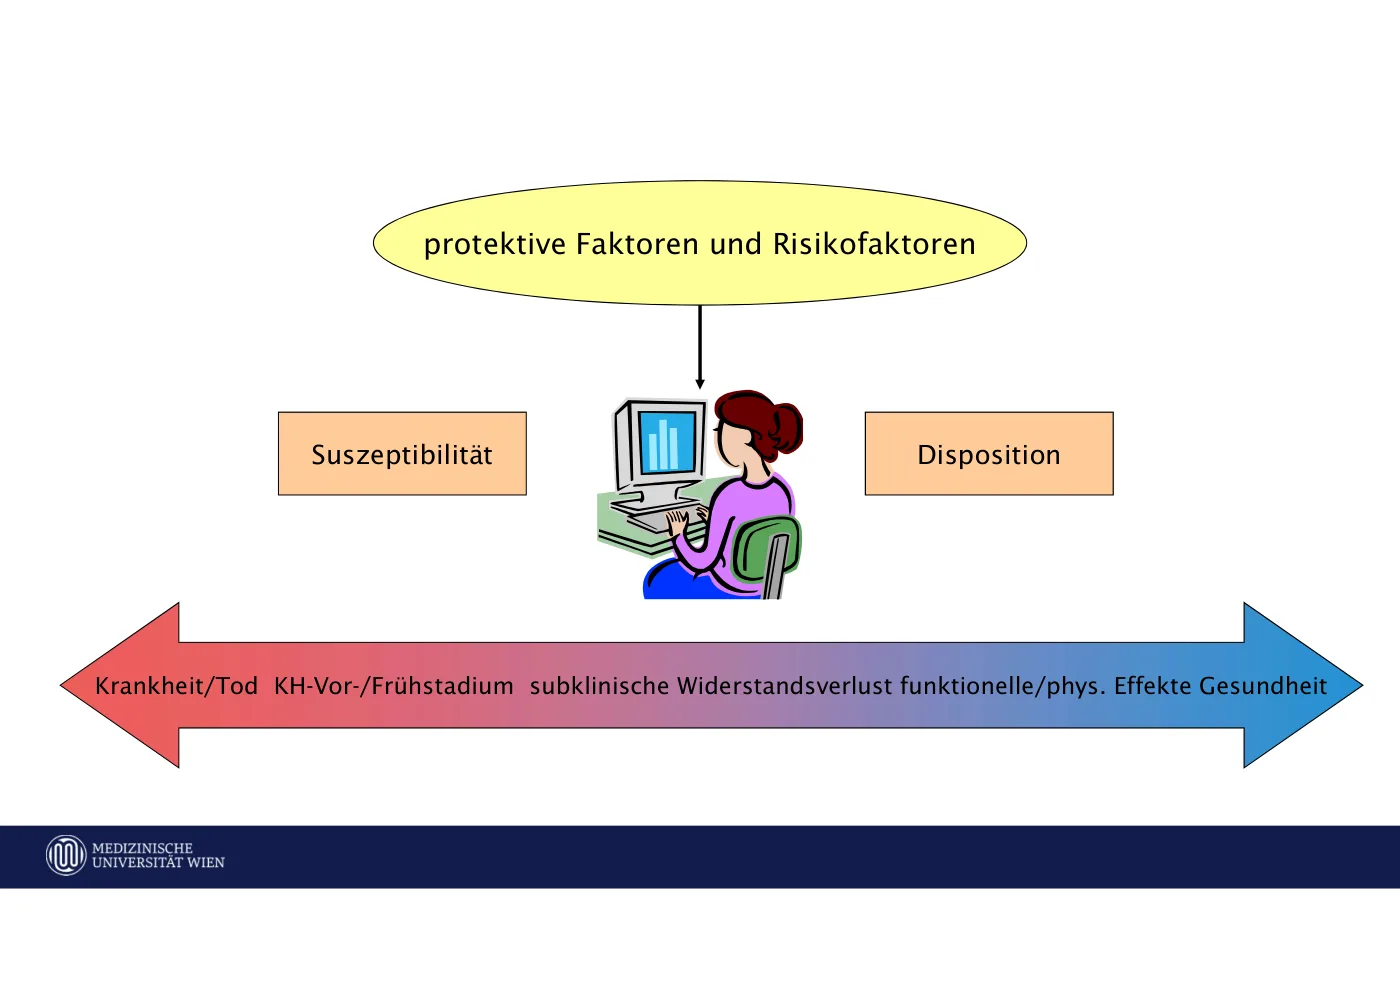 protektive Faktoren und Risikofaktoren
Suszeptibilität
Disposition
Krankheit/Tod KH-Vor-/Frühstadium subklinische Widerstandsverlust funktionelle/phys. Effekte Gesundheit
MEDIZINISCHE
UNIVERSITÄT WIEN